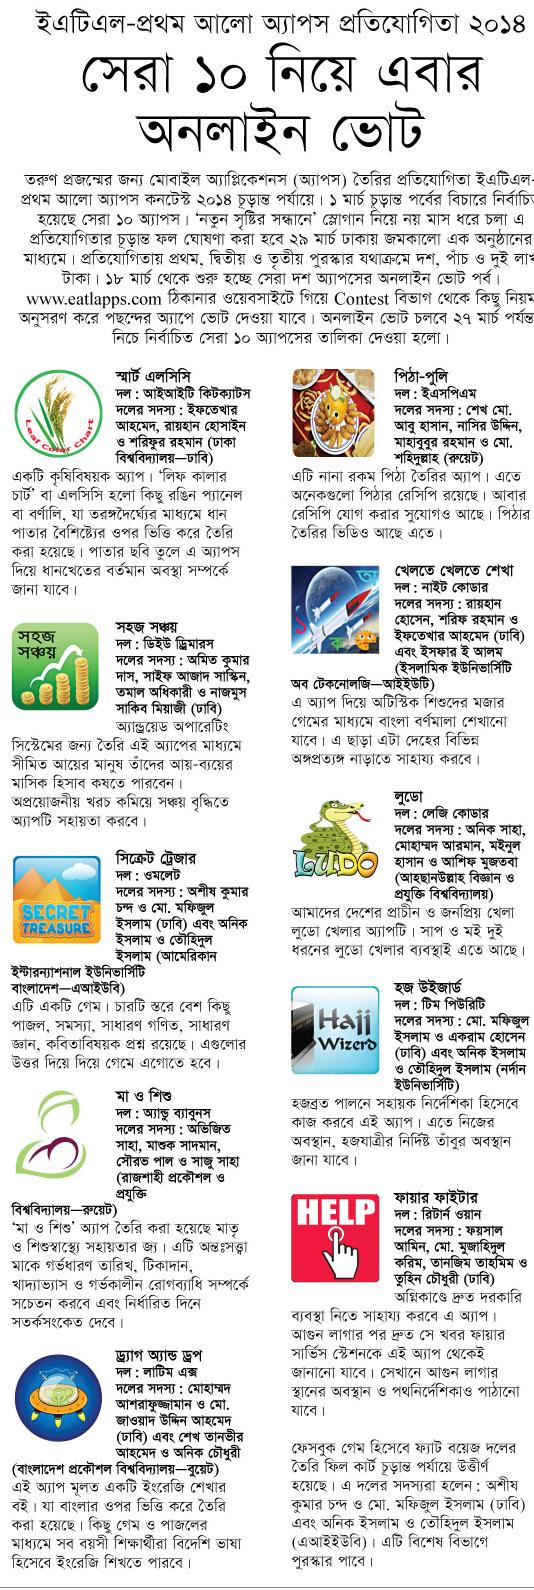 ইএটিএল-প্রথম আলো অ্যাপস প্রতিযোগিতা ২০১৪
সেরা ১০ নিয়ে এবার
অনলাইন ভোট
তরুণ প্রজন্মের জন্য মোবাইল অ্যাপ্লিকেশনস (অ্যাপস) তৈরির প্রতিযোগিতা ইএটিএল-
প্রথম আলো অ্যাপস কনটেস্ট ২০১৪ চূড়ান্ত পর্যায়ে। ১ মার্চ চূড়ান্ত পর্বের বিচারে নির্বাচিত
হয়েছে সেরা ১০ অ্যাপস। ‘নতুন সৃষ্টির সন্ধানে’ স্লোগান নিয়ে নয় মাস ধরে চলা এ
প্রতিযোগিতার চূড়ান্ত ফল ঘোষণা করা হবে ২৯ মার্চ ঢাকায় জমকালো এক অনুষ্ঠানের
মাধ্যমে। প্রতিযোগিতায় প্রথম, দ্বিতীয় ও তৃতীয় পুরস্কার যথাক্রমে দশ, পাঁচ ও দুই লাখ
টাকা। ১৮ মার্চ থেকে শুরু হচ্ছে সেরা দশ অ্যাপসের অনলাইন ভোট পর্ব।
www.eatlapps.com ঠিকানার ওয়েবসাইটে গিয়ে Contest বিভাগ থেকে কিছু নিয়ম
অনুসরণ করে পছন্দের অ্যাপে ভোট দেওয়া যাবে। অনলাইন ভোট চলবে ২৭ মার্চ পর্যন্ত
নিচে নির্বাচিত সেরা ১০ অ্যাপসের তালিকা দেওয়া হলো।
Leaf Color Chart
স্মার্ট এলসিসি
দল : আইআইটি কিটক্যাটস
দলের সদস্য : ইফতেখার
আহমেদ, রায়হান হোসাইন
ও শরিফুর রহমান (ঢাকা
বিশ্ববিদ্যালয়—ঢাবি)
একটি কৃষিবিষয়ক অ্যাপ। ‘লিফ কালার
চার্ট’ বা এলসিসি হলো কিছু রঙিন প্যানেল
বা বর্ণালি, যা তরঙ্গদৈর্ঘ্যের মাধ্যমে ধান
পাতার বৈশিষ্ট্যের ওপর ভিত্তি করে তৈরি
করা হয়েছে। পাতার ছবি তুলে এ অ্যাপস
দিয়ে ধানখেতের বর্তমান অবস্থা সম্পর্কে
জানা যাবে।
সহজ
সঞ্চয়
সহজ সঞ্চয়
দল : ডিইউ ড্রিমারস
দলের সদস্য : অমিত কুমার
দাস, সাইফ আজাদ সাস্কিন,
তমাল অধিকারী ও নাজমুস
সাকিব মিয়াজী (ঢাবি)
অ্যান্ড্রয়েড অপারেটিং
সিস্টেমের জন্য তৈরি এই অ্যাপের মাধ্যমে
সীমিত আয়ের মানুষ তাঁদের আয়-ব্যয়ের
মাসিক হিসাব কষতে পারবেন।
অপ্রয়োজনীয় খরচ কমিয়ে সঞ্চয় বৃদ্ধিতে
অ্যাপটি সহায়তা করবে।
SECRET
TREASURE
সিক্রেট ট্রেজার
দল : ওমলেট
দলের সদস্য : অশীষ কুমার
চন্দ ও মো. মফিজুল
ইসলাম (ঢাবি) এবং অনিক
ইসলাম ও তৌহিদুল
ইসলাম (আমেরিকান
ইন্টারন্যাশনাল ইউনিভার্সিটি
বাংলাদেশ—এআইইউবি)
এটি একটি গেম। চারটি স্তরে বেশ কিছু
পাজল, সমস্যা, সাধারণ গণিত, সাধারণ
জ্ঞান, কবিতাবিষয়ক প্রশ্ন রয়েছে। এগুলোর
উত্তর দিয়ে দিয়ে গেমে এগোতে হবে।
মা ও শিশু
দল : অ্যান্ড্রু ব্যাবুনস
দলের সদস্য : অভিজিত
সাহা, মাশুক সাদমান,
সৌরভ পাল ও সাজু সাহা
(রাজশাহী প্রকৌশল ও
প্রযুক্তি
বিশ্ববিদ্যালয়—রুয়েট)
‘মা ও শিশু’ অ্যাপ তৈরি করা হয়েছে মাতৃ
ও শিশুস্বাস্থ্যে সহায়তার জ্য। এটি অন্তঃসত্ত্বা
মাকে গর্ভধারণ তারিখ, টিকাদান,
খাদ্যাভ্যাস ও গর্ভকালীন রোগব্যাধি সম্পর্কে
সচেতন করবে এবং নির্ধারিত দিনে
সতর্কসংকেত দেবে।
ড্র্যাগ অ্যান্ড ড্রপ
দল : লাটিম এক্স
দলের সদস্য : মোহাম্মদ
আশরাফুজ্জামান ও মো.
জাওয়াদ উদ্দিন আহমেদ
(ঢাবি) এবং শেখ তানভীর
আহমেদ ও অনিক চৌধুরী
(বাংলাদেশ প্রকৌশল বিশ্ববিদ্যালয়—বুয়েট)
এই অ্যাপ মূলত একটি ইংরেজি শেখার
বই। যা বাংলার ওপর ভিত্তি করে তৈরি
করা হয়েছে। কিছু গেম ও পাজলের
মাধ্যমে সব বয়সী শিক্ষার্থীরা বিদেশি ভাষা
হিসেবে ইংরেজি শিখতে পারবে।
পিঠা-পুলি
দল : ইএসপিএম
দলের সদস্য : শেখ মো.
আবু হাসান, নাসির উদ্দিন,
মাহাবুবুর রহমান ও মো.
শহিদুল্লাহ (রুয়েট)
এটি নানা রকম পিঠা তৈরির অ্যাপ। এতে
অনেকগুলো পিঠার রেসিপি রয়েছে। আবার
রেসিপি যোগ করার সুযোগও আছে। পিঠার
তৈরির ভিডিও আছে এতে।
খেলতে খেলতে শেখা
দল : নাইট কোডার
দলের সদস্য : রায়হান
হোসেন, শরিফ রহমান ও
ইফতেখার আহমেদ (ঢাবি)
এবং ইসফার ই আলম
(ইসলামিক ইউনিভার্সিটি
অব টেকনোলজি—আইইউটি)
এ অ্যাপ দিয়ে অটিস্টিক শিশুদের মজার
গেমের মাধ্যমে বাংলা বর্ণমালা শেখানো
যাবে। এ ছাড়া এটা দেহের বিভিন্ন
অঙ্গপ্রত্যঙ্গ নাড়াতে সাহায্য করবে।
LUDO
লুডো
দল : লেজি কোডার
দলের সদস্য : অনিক সাহা,
মোহাম্মদ আরমান, মইনুল
হাসান ও আশিফ মুজতবা
(আহছানউল্লাহ বিজ্ঞান ও
প্রযুক্তি বিশ্ববিদ্যালয়)
আমাদের দেশের প্রাচীন ও জনপ্রিয় খেলা
লুডো খেলার অ্যাপটি। সাপ ও মই দুই
ধরনের লুডো খেলার ব্যবস্থাই এতে আছে।
Hajj
Wizerd
হজ উইজার্ড
দল : টিম পিউরিটি
দলের সদস্য : মো. মফিজুল
ইসলাম ও একরাম হোসেন
(ঢাবি) এবং অনিক ইসলাম
ও তৌহিদুল ইসলাম (নর্দান
ইউনিভার্সিটি)
হজব্রত পালনে সহায়ক নির্দেশিকা হিসেবে
কাজ করবে এই অ্যাপ। এতে নিজের
অবস্থান, হজযাত্রীর নির্দিষ্ট তাঁবুর অবস্থান
জানা যাবে।
HELP
ফায়ার ফাইটার
দল : রিটার্ন ওয়ান
দলের সদস্য : ফয়সাল
আমিন, মো. মুজাহিদুল
করিম, তানজিম তাহমিম ও
তুহিন চৌধুরী (ঢাবি)
অগ্নিকাণ্ডে দ্রুত দরকারি
ব্যবস্থা নিতে সাহায্য করবে এ অ্যাপ।
আগুন লাগার পর দ্রুত সে খবর ফায়ার
সার্ভিস স্টেশনকে এই অ্যাপ থেকেই
জানানো যাবে। সেখানে আগুন লাগার
স্থানের অবস্থান ও পথনির্দেশিকাও পাঠানো
যাবে।
ফেসবুক গেম হিসেবে ফ্যাট বয়েজ দলের
তৈরি ফিল কার্ট চূড়ান্ত পর্যায়ে উত্তীর্ণ
হয়েছে। এ দলের সদস্যরা হলেন : অশীষ
কুমার চন্দ ও মো. মফিজুল ইসলাম (ঢাবি)
এবং অনিক ইসলাম ও তৌহিদুল ইসলাম
(এআইইউবি)। এটি বিশেষ বিভাগে
পুরস্কার পাবে।